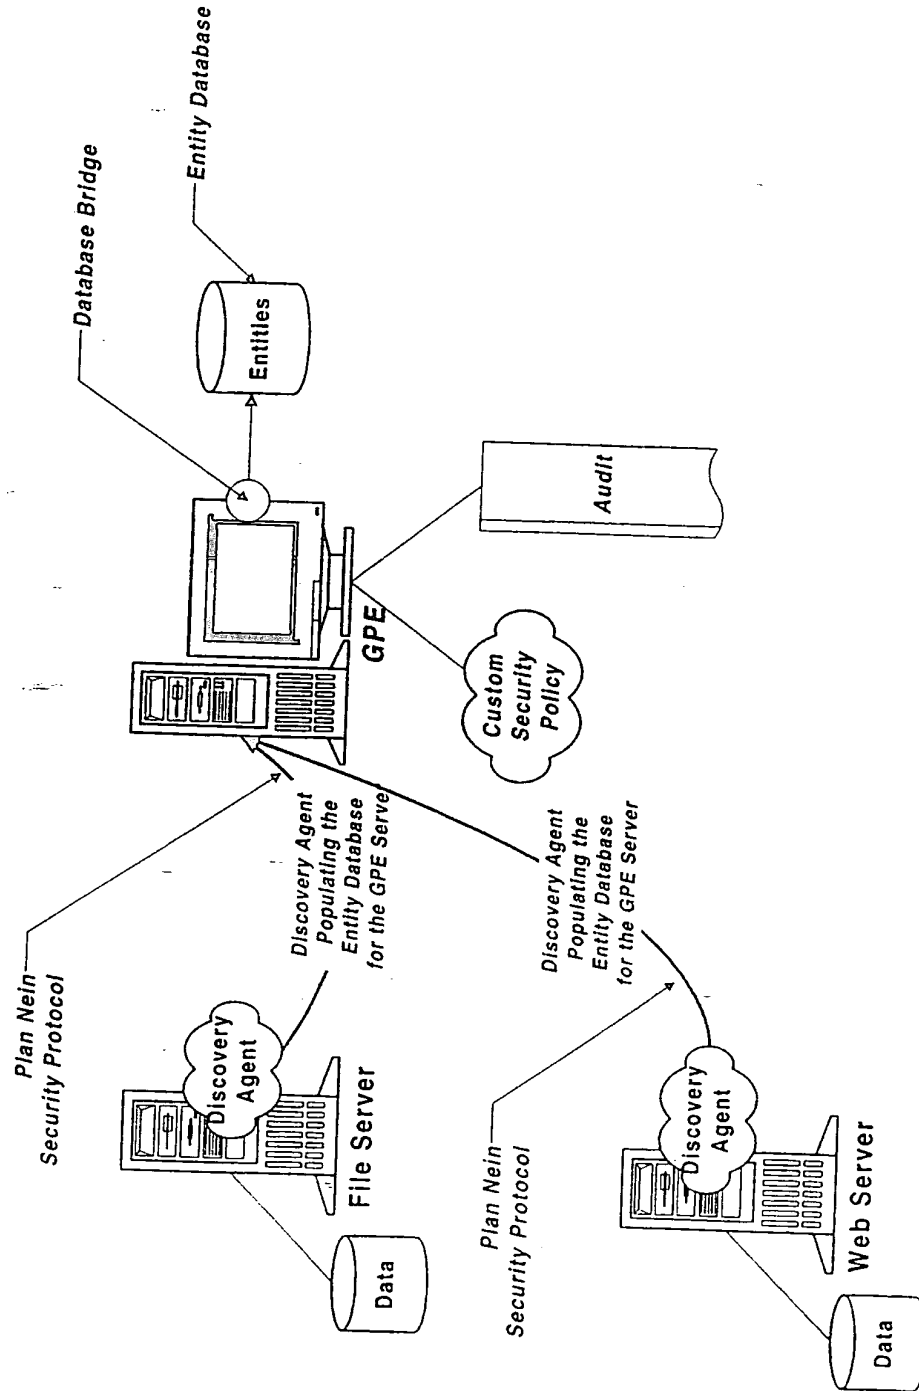 Plan Nein
Security Protocol
Database Bridge
Entity Database
Discovery
Agent
File Server
Data
Discovery Agent
Populating the
Entity Database
for the GPE Server
GPE
Entities
Plan Nein
Security Protocol
Discovery
Agent
Web Server
Data
Discovery Agent
Populating the
Entity Database
for the GPE Server
Custom
Security
Policy
Audit